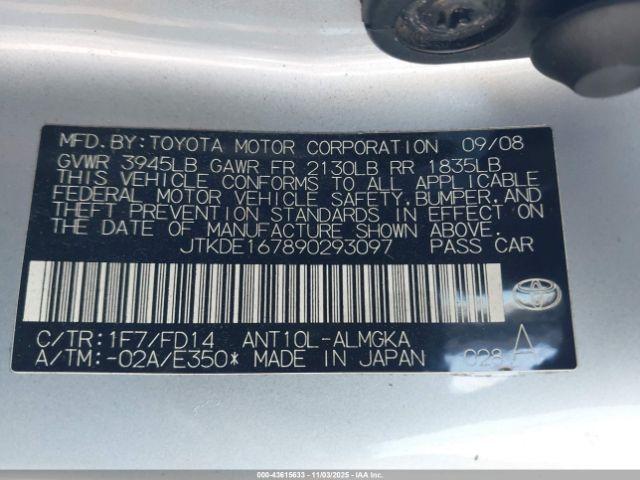 MFD. BY: TOYOTA MOTOR CORPORATION 09/08
GVWR 3945LB GAWR FR 2130LB RR 1835LB
THIS VEHICLE CONFORMS TO ALL APPLICABLE
FEDERAL MOTOR VEHICLE SAFETY, BUMPER, AND
THEFT PREVENTION STANDARDS IN EFFECT ON
THE DATE OF MANUFACTURE SHOWN ABOVE.
JTKDE167890293097 PASS CAR
C/TR: 1F7/FD14 ANT10L-ALMGKA
A/TM: -02A/E350* MADE IN JAPAN 028 A
TOYOTA
000-43615633 - 11/03/2025 - IAAI.COM